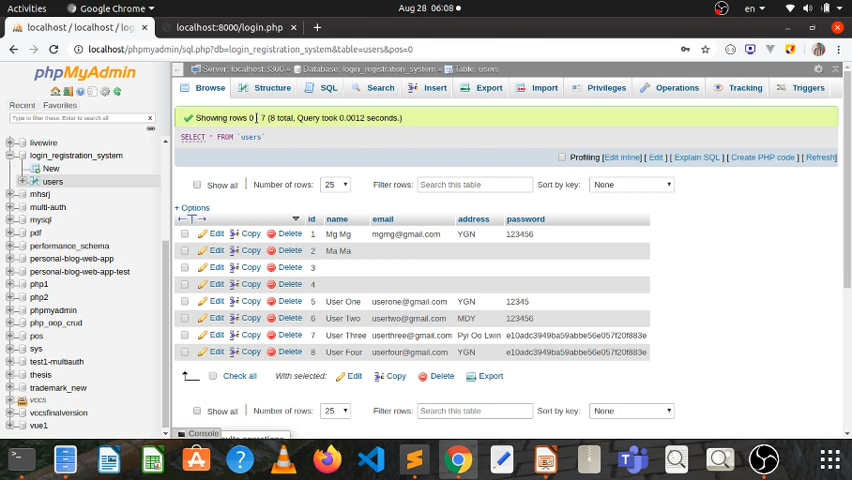 Activities
Google Chrome ▾
Aug 28 06:08
en
localhost / localhost / log
localhost:8000/login.php
localhost/phpmyadmin/sql.php?db=login_registration_system&table=users&pos=0
phpMyAdmin
Recent Favorites
Type to filter these, Enter to search all
livewire
login_registration_system
New
users
mhsrj
multi-auth
mysql
pdf
performance_schema
personal-blog-web-app
personal-blog-web-app-test
php1
php2
phpmyadmin
php_oop_crud
pos
sys
test1-multiauth
thesis
trademark_new
vccs
vccsfinalversion
vue1
Server: localhost:3306 » Database: login_registration_system » Table: users
Browse Structure SQL Search Insert Export Import Privileges Operations Tracking Triggers
Showing rows 0 - 7 (8 total, Query took 0.0012 seconds.)
SELECT * FROM `users`
Profiling [ Edit inline ] [ Edit ] [ Explain SQL ] [ Create PHP code ] [ Refresh ]
Show all Number of rows: 25 Filter rows: Search this table Sort by key: None
+ Options
id name email address password
Edit Copy Delete 1 Mg Mg mgmg@gmail.com YGN 123456
Edit Copy Delete 2 Ma Ma
Edit Copy Delete 3
Edit Copy Delete 4
Edit Copy Delete 5 User One userone@gmail.com YGN 12345
Edit Copy Delete 6 User Two usertwo@gmail.com MDY 123456
Edit Copy Delete 7 User Three userthree@gmail.com Pyi Oo Lwin e10adc3949ba59abbe56e057f20f883e
Edit Copy Delete 8 User Four userfour@gmail.com YGN e10adc3949ba59abbe56e057f20f883e
Check all With selected: Edit Copy Delete Export
Show all Number of rows: 25 Filter rows: Search this table Sort by key: None
Console